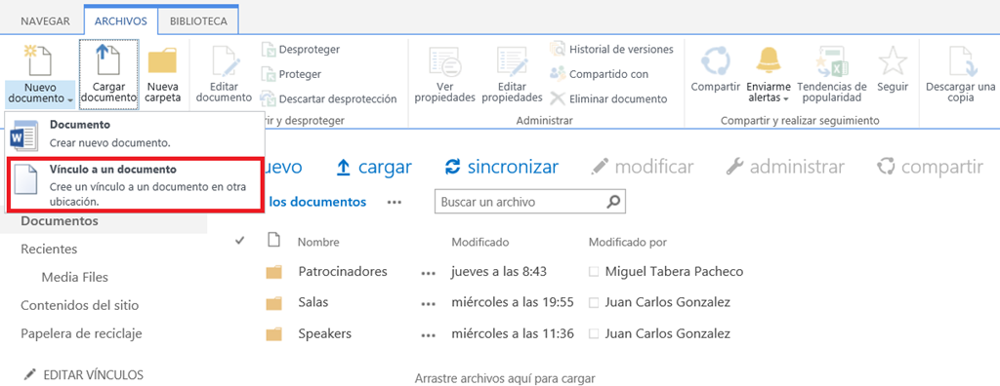 NAVEGAR
ARCHIVOS
BIBLIOTECA
Nuevo
documento
Cargar
documento
Nueva
carpeta
Editar
documento
Desproteger
Proteger
Descartar desprotección
rir y desproteger
Ver
propiedades
Editar
propiedades
Historial de versiones
Compartido con
Eliminar documento
Administrar
Compartir
Enviarme
alertas
Tendencias de
popularidad
Seguir
Compartir y realizar seguimiento
Descargar una
copia
Documento
Crear nuevo documento.
Vínculo a un documento
Cree un vínculo a un documento en otra
ubicación.
uevo
cargar
sincronizar
modificar
administrar
compartir
los documentos
Buscar un archivo
Documentos
Recientes
Media Files
Contenidos del sitio
Papelera de reciclaje
EDITAR VÍNCULOS
Nombre Modificado Modificado por
Patrocinadores jueves a las 8:43 Miguel Tabera Pacheco
Salas miércoles a las 19:55 Juan Carlos Gonzalez
Speakers miércoles a las 11:36 Juan Carlos Gonzalez
Arrastre archivos aquí para cargar